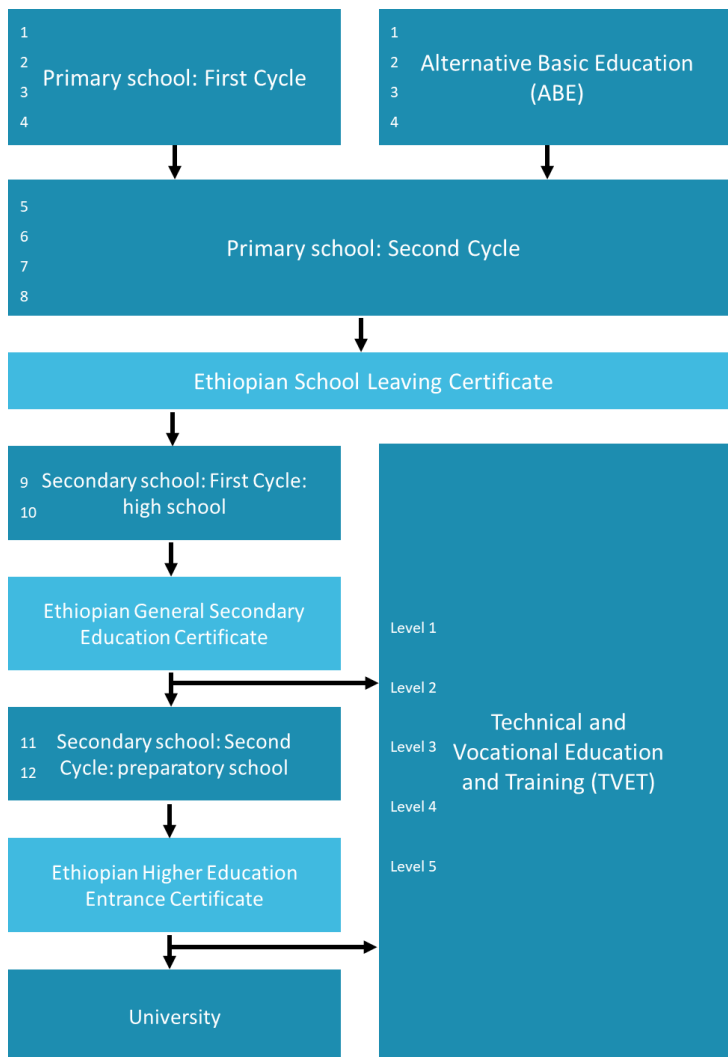 1
2
3
4
Primary school: First Cycle
1
2
3
4
Alternative Basic Education
(ABE)
5
6
7
8
Primary school: Second Cycle
Ethiopian School Leaving Certificate
9
10
Secondary school: First Cycle:
high school
Ethiopian General Secondary
Education Certificate
11
12
Secondary school: Second
Cycle: preparatory school
Ethiopian Higher Education
Entrance Certificate
University
Level 1
Level 2
Level 3
Level 4
Level 5
Technical and
Vocational Education
and Training (TVET)